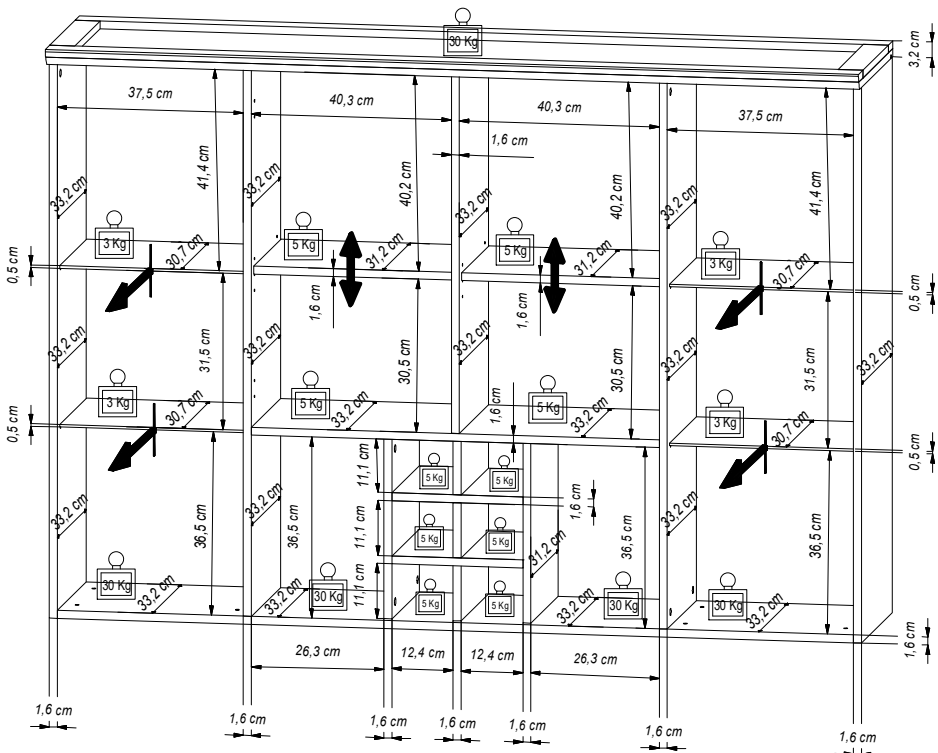 30 Kg
3,2 cm
37,5 cm
40,3 cm
40,3 cm
37,5 cm
1,6 cm
41,4 cm
40,2 cm
40,2 cm
41,4 cm
33,2 cm
33,2 cm
33,2 cm
33,2 cm
3 Kg
5 Kg
5 Kg
3 Kg
30,7 cm
31,2 cm
31,2 cm
30,7 cm
0,5 cm
0,5 cm
1,6 cm
1,6 cm
31,5 cm
30,5 cm
30,5 cm
31,5 cm
33,2 cm
33,2 cm
33,2 cm
33,2 cm
33,2 cm
3 Kg
5 Kg
5 Kg
3 Kg
30,7 cm
33,2 cm
33,2 cm
30,7 cm
0,5 cm
1,6 cm
0,5 cm
11,1 cm
5 Kg
5 Kg
1,6 cm
36,5 cm
36,5 cm
36,5 cm
36,5 cm
33,2 cm
33,2 cm
33,2 cm
11,1 cm
5 Kg
5 Kg
31,2 cm
30 Kg
33,2 cm
33,2 cm
30 Kg
11,1 cm
5 Kg
5 Kg
33,2 cm
30 Kg
30 Kg
33,2 cm
1,6 cm
26,3 cm
12,4 cm
12,4 cm
26,3 cm
1,6 cm
1,6 cm
1,6 cm
1,6 cm
1,6 cm
1,6 cm
1,6 cm